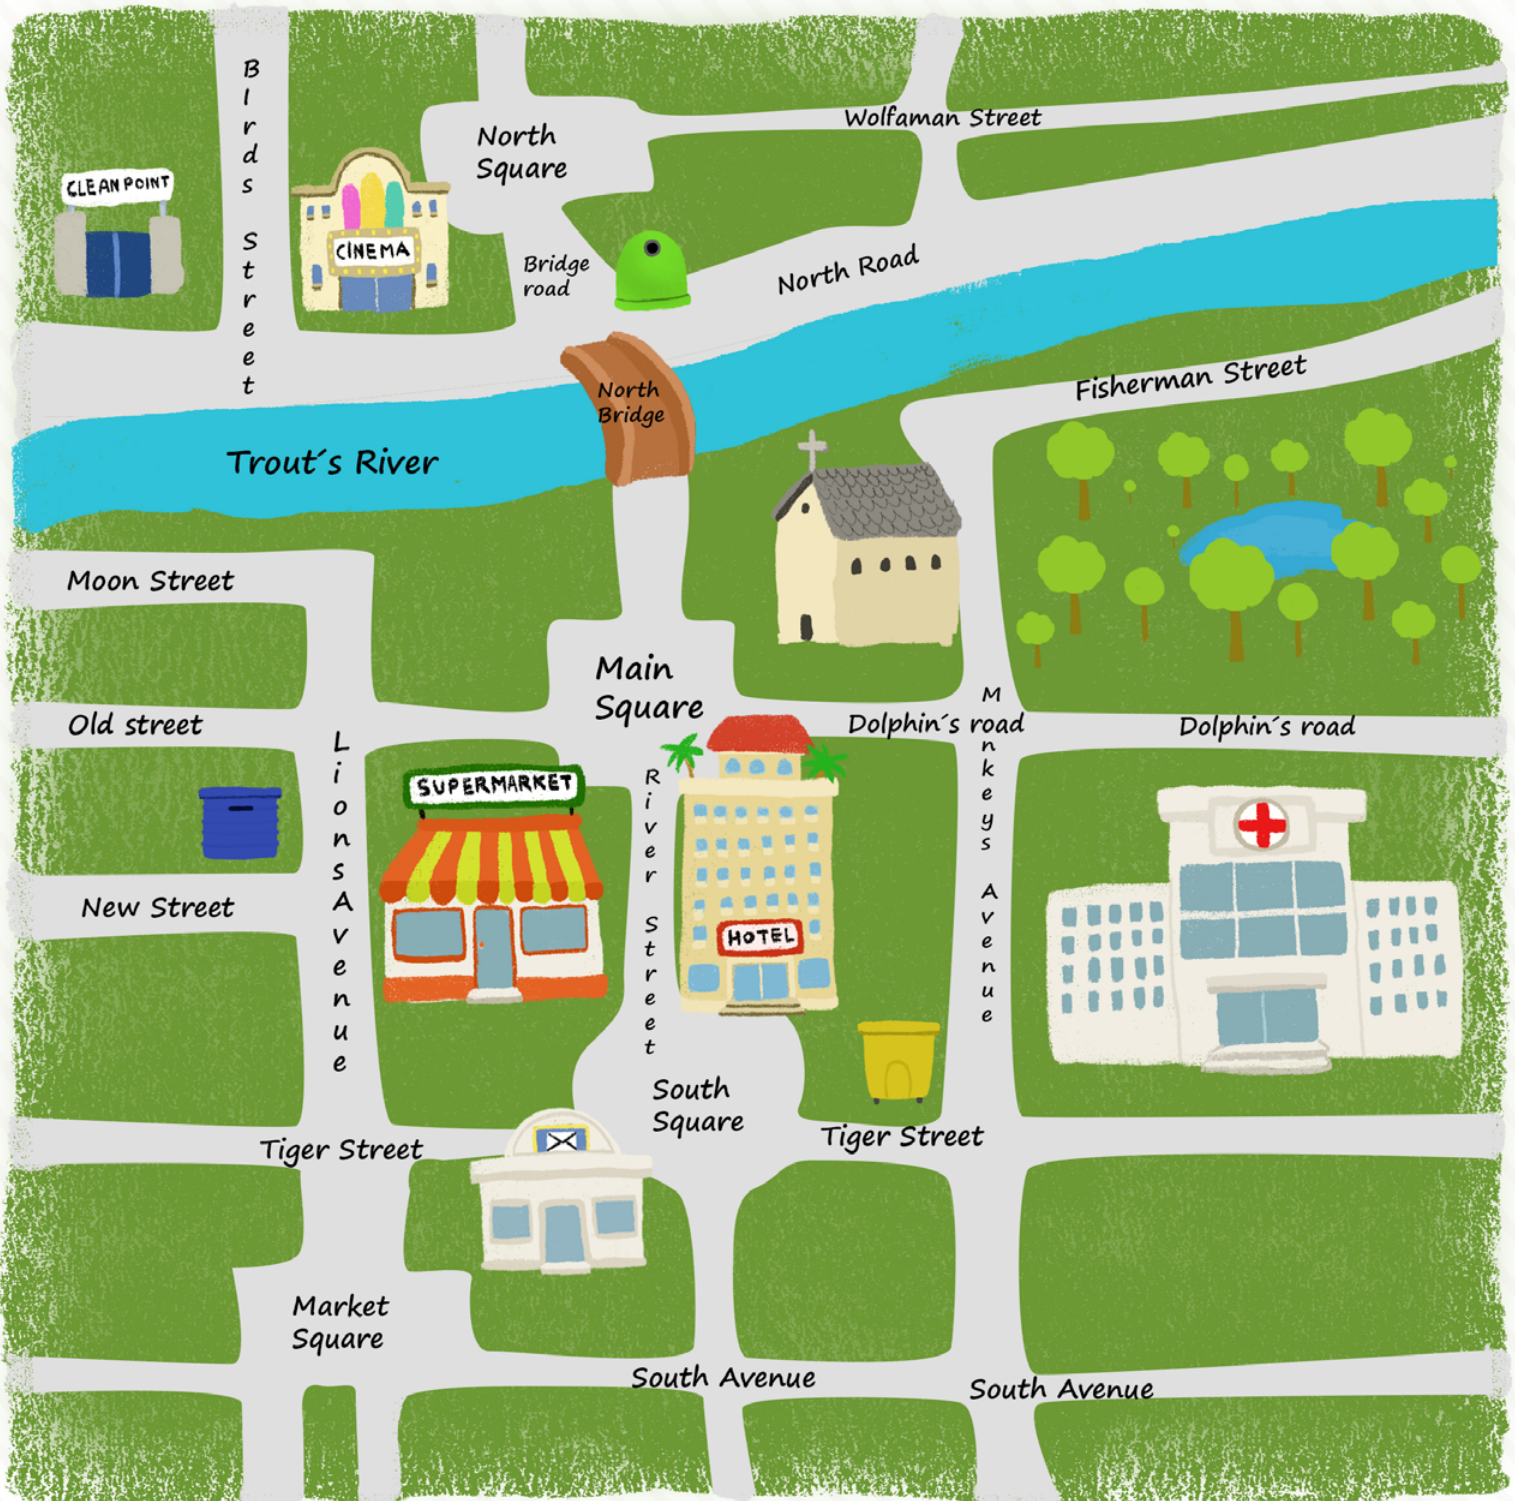 Birds Street
Wolfaman Street
North
Square
CLEAN POINT
CINEMA
Bridge
road
North Road
North
Bridge
Fisherman Street
Trout´s River
Moon Street
Main
Square
Old street
Dolphin´s road
Dolphin´s road
Monkeys Avenue
Lions Avenue
SUPERMARKET
River Street
HOTEL
New Street
South
Square
Tiger Street
Tiger Street
Market
Square
South Avenue
South Avenue